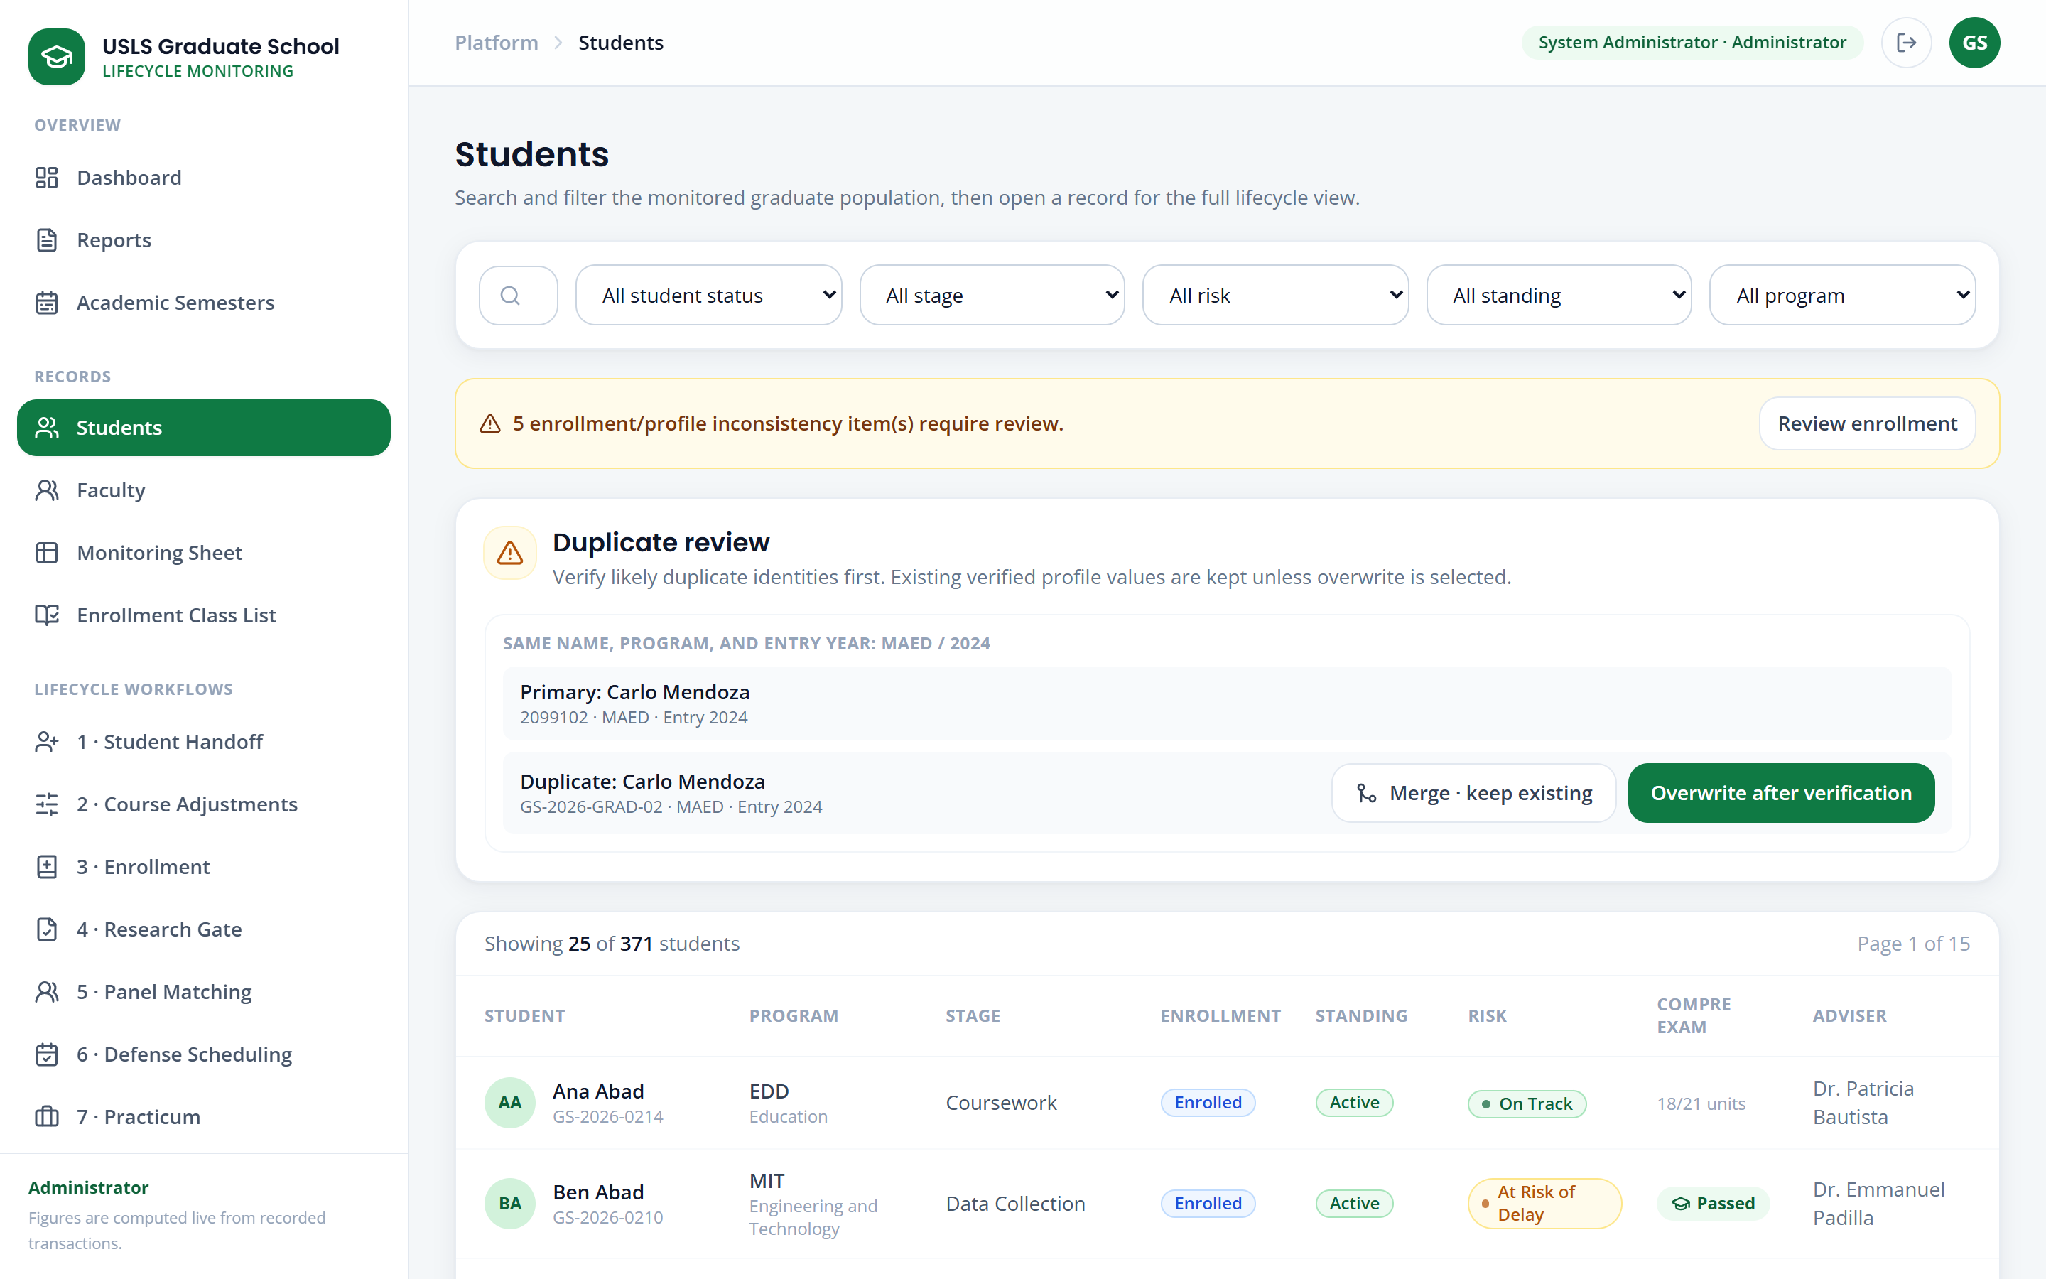 USLS Graduate School
LIFECYCLE MONITORING
OVERVIEW
Dashboard
Reports
Academic Semesters
RECORDS
Students
Faculty
Monitoring Sheet
Enrollment Class List
LIFECYCLE WORKFLOWS
1 · Student Handoff
2 · Course Adjustments
3 · Enrollment
4 · Research Gate
5 · Panel Matching
6 · Defense Scheduling
7 · Practicum
Administrator
Figures are computed live from recorded
transactions.
Platform
Students
System Administrator · Administrator
GS
Students
Search and filter the monitored graduate population, then open a record for the full lifecycle view.
All student status
All stage
All risk
All standing
All program
5 enrollment/profile inconsistency item(s) require review.
Review enrollment
Duplicate review
Verify likely duplicate identities first. Existing verified profile values are kept unless overwrite is selected.
SAME NAME, PROGRAM, AND ENTRY YEAR: MAED / 2024
Primary: Carlo Mendoza
2099102 · MAED · Entry 2024
Duplicate: Carlo Mendoza
GS-2026-GRAD-02 · MAED · Entry 2024
Merge · keep existing
Overwrite after verification
Showing 25 of 371 students
Page 1 of 15
STUDENT PROGRAM STAGE ENROLLMENT STANDING RISK COMPRE EXAM ADVISER
AA
Ana Abad
GS-2026-0214
EDD
Education
Coursework
Enrolled
Active
On Track
18/21 units
Dr. Patricia
Bautista
BA
Ben Abad
GS-2026-0210
MIT
Engineering and
Technology
Data Collection
Enrolled
Active
At Risk of
Delay
Passed
Dr. Emmanuel
Padilla